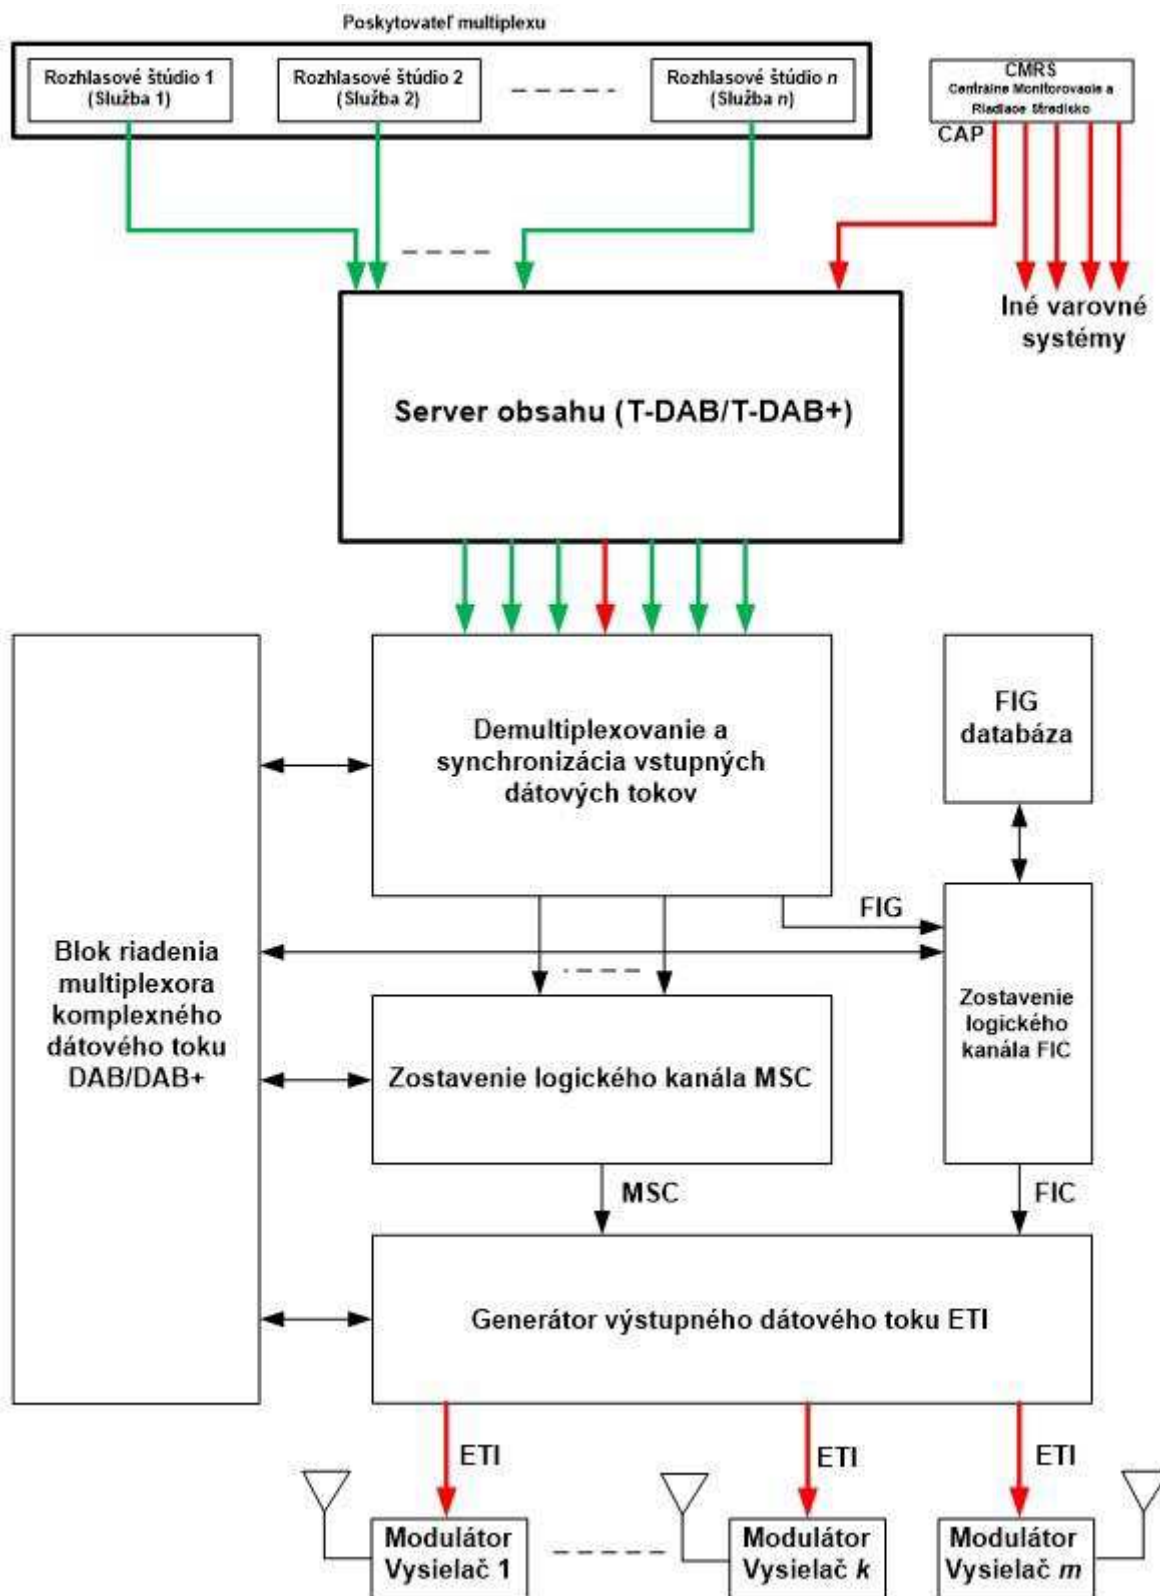 Poskytovateľ multiplexu
Rozhlasové štúdio 1
(Služba 1)
Rozhlasové štúdio 2
(Služba 2)
Rozhlasové štúdio n
(Služba n)
CMRS
Centrálne Monitorovacie a
Riadiace Stredisko
CAP
Iné varovné
systémy
Server obsahu (T-DAB/T-DAB+)
Demultiplexovanie a
synchronizácia vstupných
dátových tokov
FIG
databáza
FIG
Blok riadenia
multiplexora
komplexného
dátového toku
DAB/DAB+
Zostavenie
logického
kanála FIC
Zostavenie logického kanála MSC
MSC
FIC
Generátor výstupného dátového toku ETI
ETI
ETI
ETI
Modulátor
Vysielač 1
Modulátor
Vysielač k
Modulátor
Vysielač m